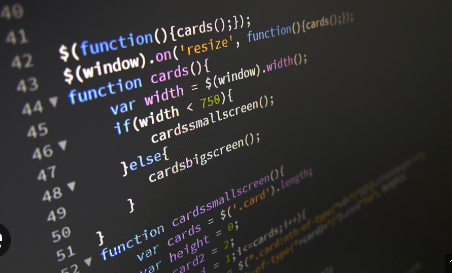 40
41
42 $(function(){cards();});
43 $(window).on('resize', function(){cards();});
44 function cards(){
45 var width = $(window).width();
46 if(width < 750){
47 cardssmallscreen();
48 }else{
49 cardsbigscreen();
50 }
51 }
52 function cardssmallscreen(){
var cards = $('.card').length;
var height = 0;
var card2 = 2;